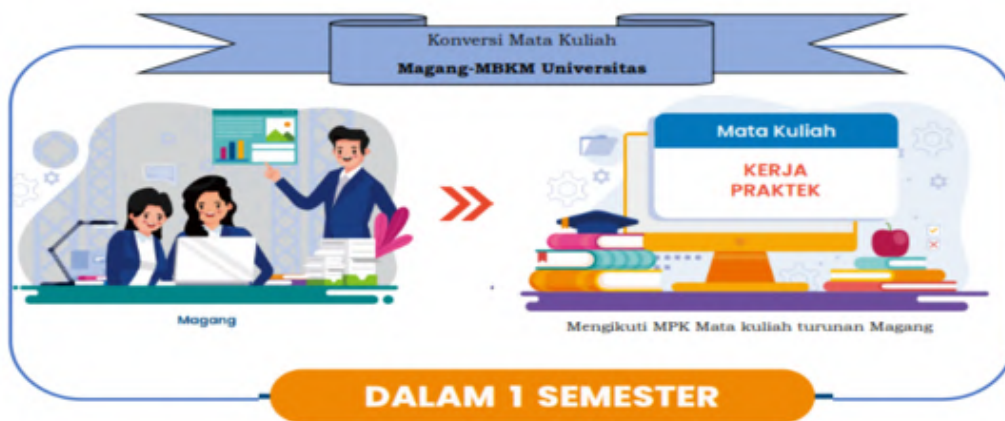 Konversi Mata Kuliah
Magang-MBKM Universitas
Mata Kuliah
KERJA
PRAKTEK
Magang
Mengikuti MPK Mata kuliah turunan Magang
DALAM 1 SEMESTER